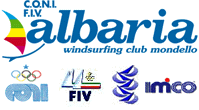 C.O.N.I.
F.I.V.
albaria
windsurfing club mondello
CONI
FIV
IMCO